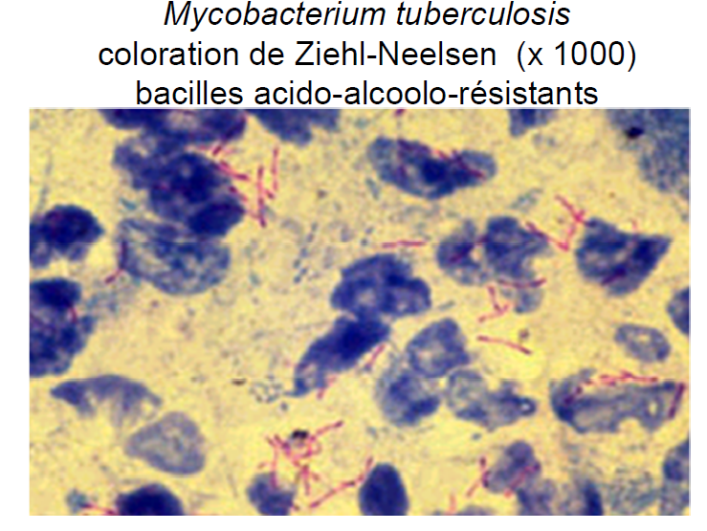 Mycobacterium tuberculosis
coloration de Ziehl-Neelsen (x 1000)
bacilles acido-alcoolo-résistants